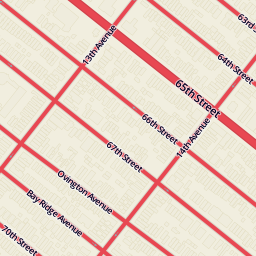 63rd S
13th Avenue
64th Street
65th Street
66th Street
14th Avenue
67th Street
Ovington Avenue
Bay Ridge Avenue
70th Street